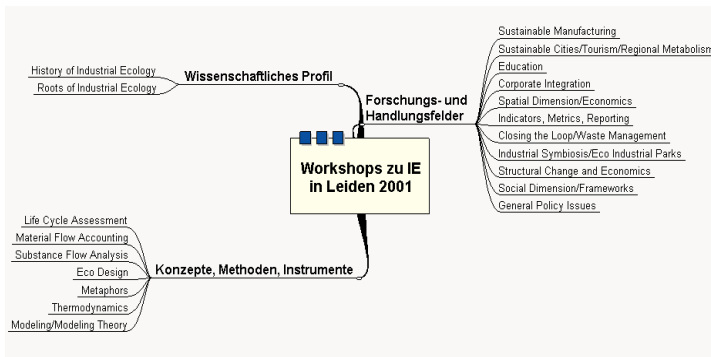 Workshops zu IE
in Leiden 2001
Wissenschaftliches Profil
History of Industrial Ecology
Roots of Industrial Ecology
Forschungs- und
Handlungsfelder
Sustainable Manufacturing
Sustainable Cities/Tourism/Regional Metabolism
Education
Corporate Integration
Spatial Dimension/Economics
Indicators, Metrics, Reporting
Closing the Loop/Waste Management
Industrial Symbiosis/Eco Industrial Parks
Structural Change and Economics
Social Dimension/Frameworks
General Policy Issues
Konzepte, Methoden, Instrumente
Life Cycle Assessment
Material Flow Accounting
Substance Flow Analysis
Eco Design
Metaphors
Thermodynamics
Modeling/Modeling Theory